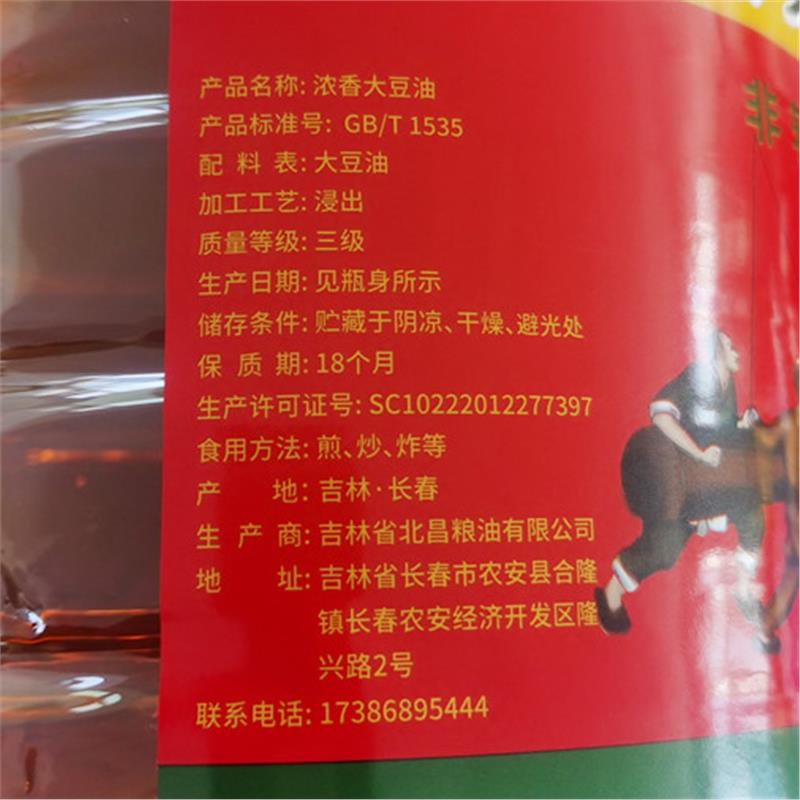 产品名称: 浓香大豆油
产品标准号: GB/T 1535
配料表: 大豆油
加工工艺: 浸出
质量等级: 三级
生产日期: 见瓶身所示
储存条件: 贮藏于阴凉、干燥、避光处
保质期: 18个月
生产许可证号: SC10222012277397
食用方法: 煎、炒、炸等
产地: 吉林·长春
生产商: 吉林省北昌粮油有限公司
地址: 吉林省长春市农安县合隆
镇长春农安经济开发区隆
兴路2号
联系电话: 17386895444
非